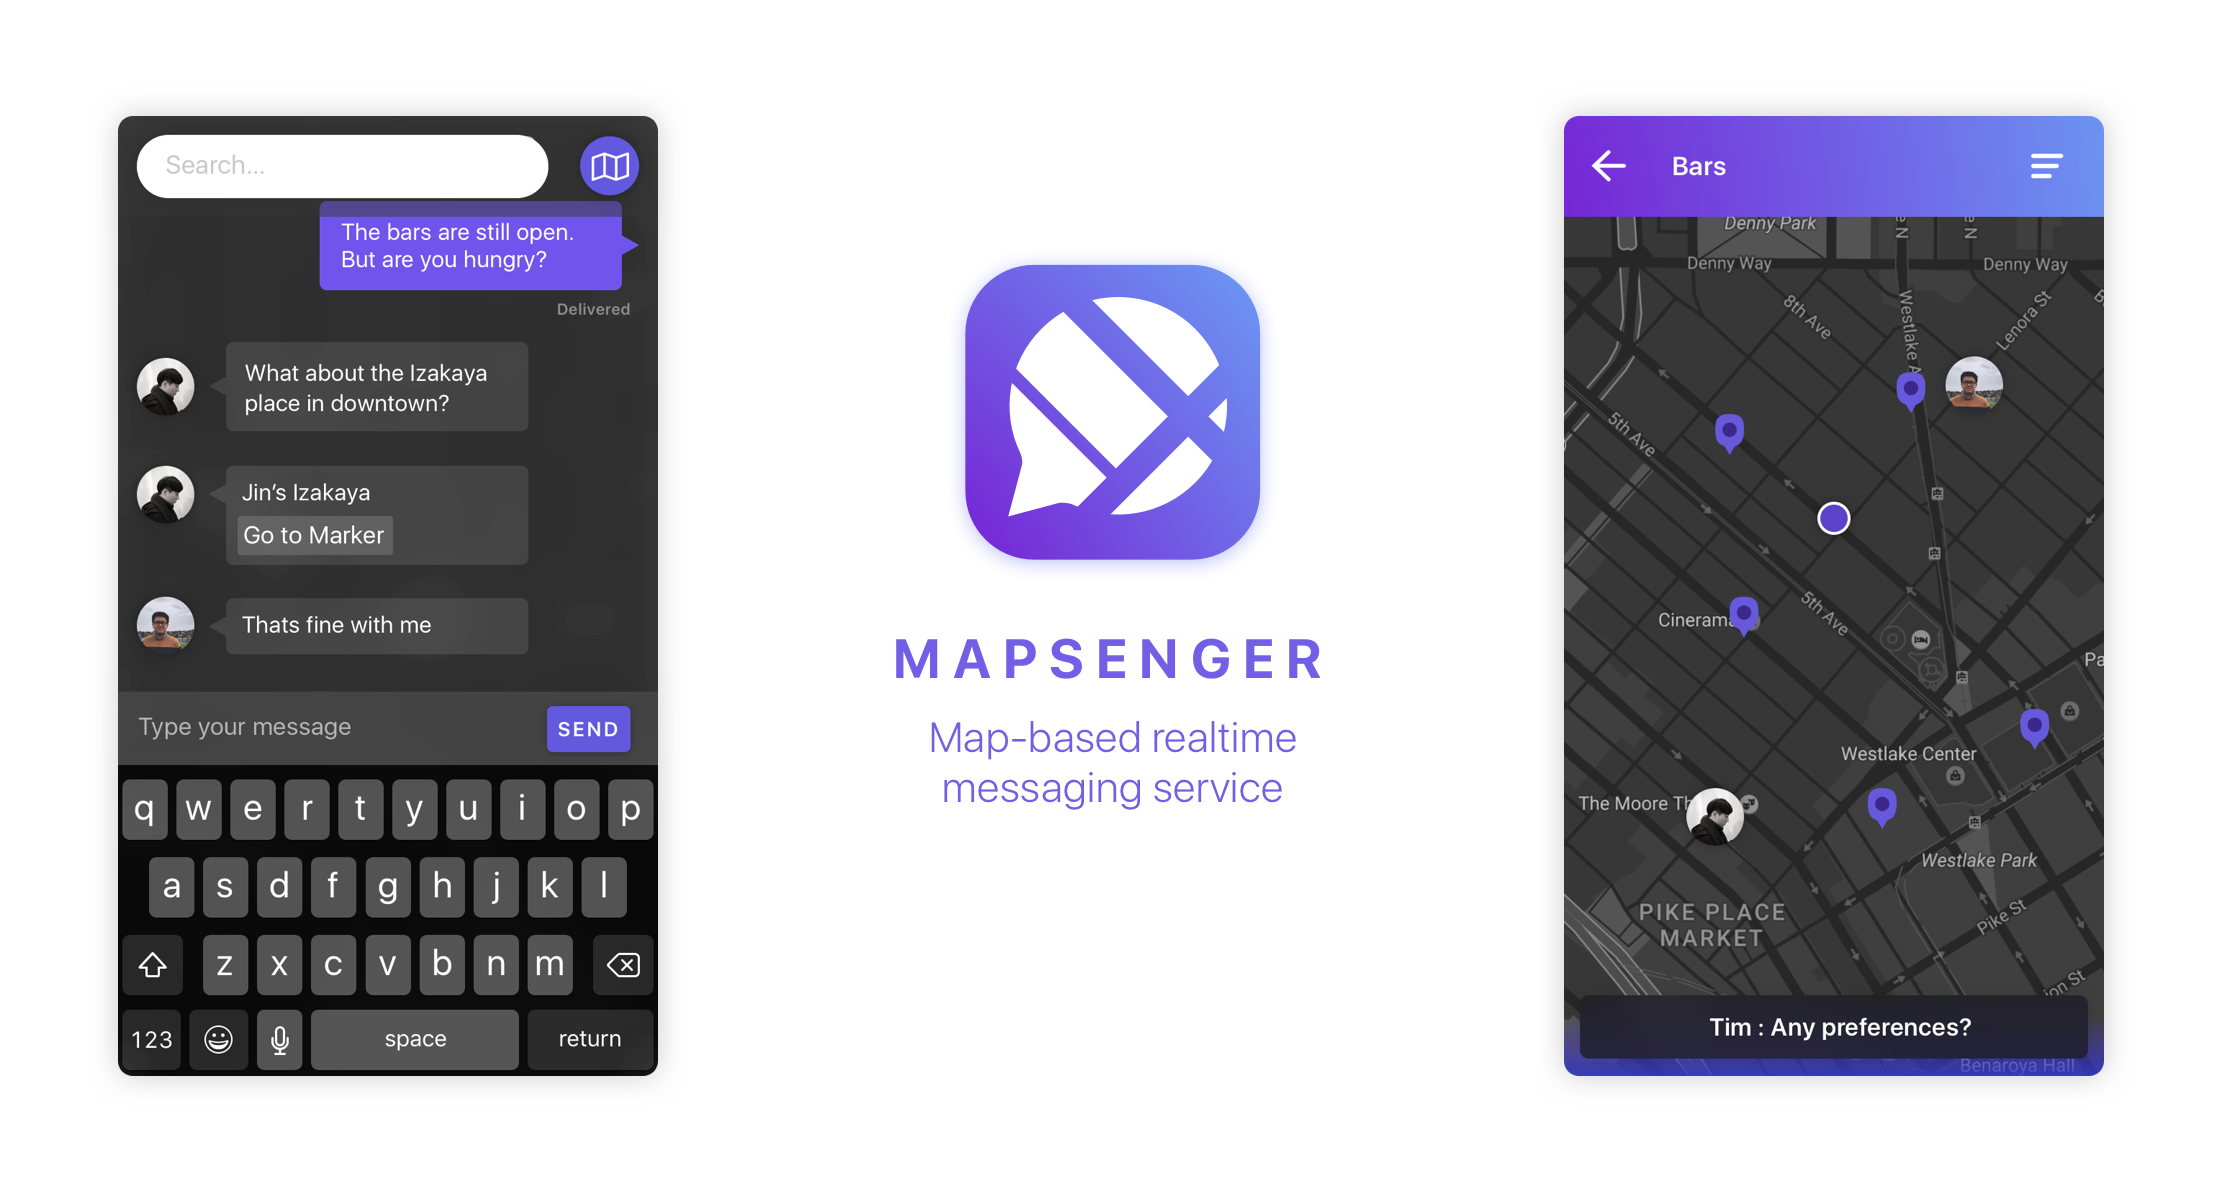 Search...
The bars are still open.
But are you hungry?
Delivered
What about the Izakaya
place in downtown?
Jin's Izakaya
Go to Marker
Thats fine with me
Type your message
SEND
q w e r t y u i o p
a s d f g h j k l
z x c v b n m
123
space
return
MAPSENGER
Map-based realtime
messaging service
Bars
Denny Park
N
N
Denny Way
Denny Way
8th Ave
Westlake A
Lenora St
5th Ave
Cinerama
5th Ave
Pa
Westlake Center
The Moore Th
Westlake Park
Pike St
PIKE PLACE
MARKET
ion St
Tim : Any preferences?
Benaroya Hall